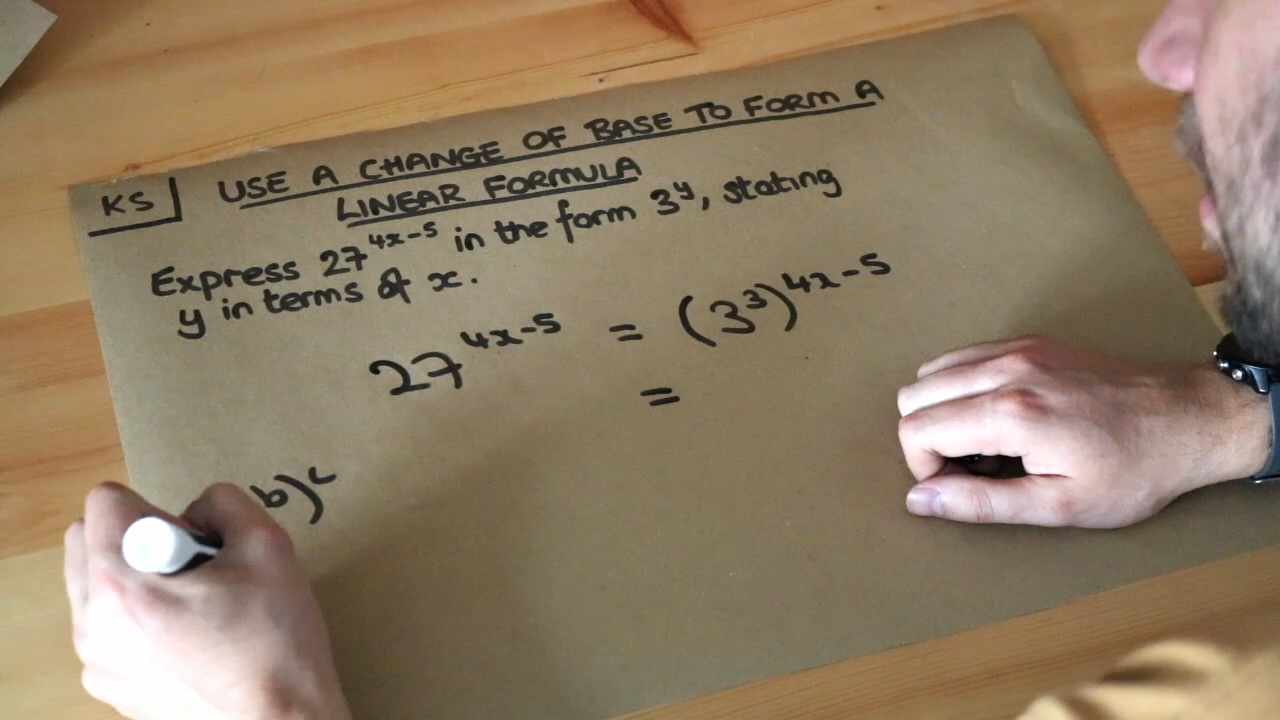 KS USE A CHANGE OF BASE TO FORM A
LINEAR FORMULA
Express 27^{4x-5} in the form 3^y, stating
y in terms of x.
27^{4x-5} = (3^3)^{4x-5}
=
b)^c